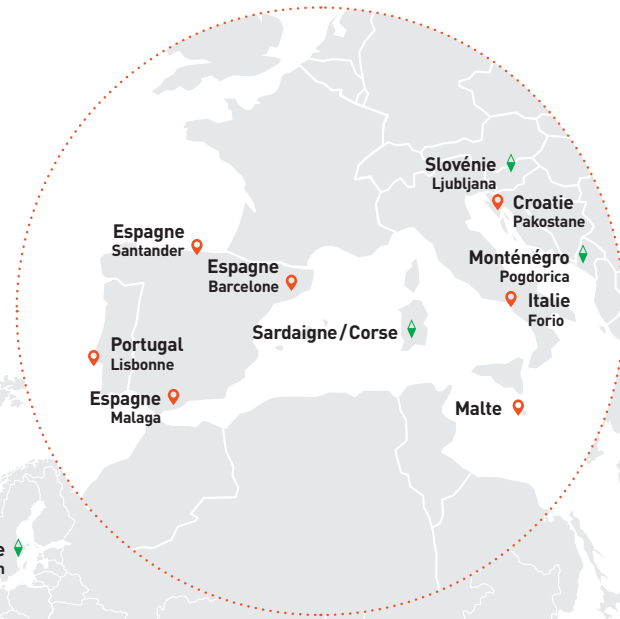 Slovénie
Ljubljana
Croatie
Pakostane
Espagne
Santander
Monténégro
Pogdorica
Espagne
Barcelone
Italie
Forio
Sardaigne/Corse
Portugal
Lisbonne
Espagne
Malaga
Malte